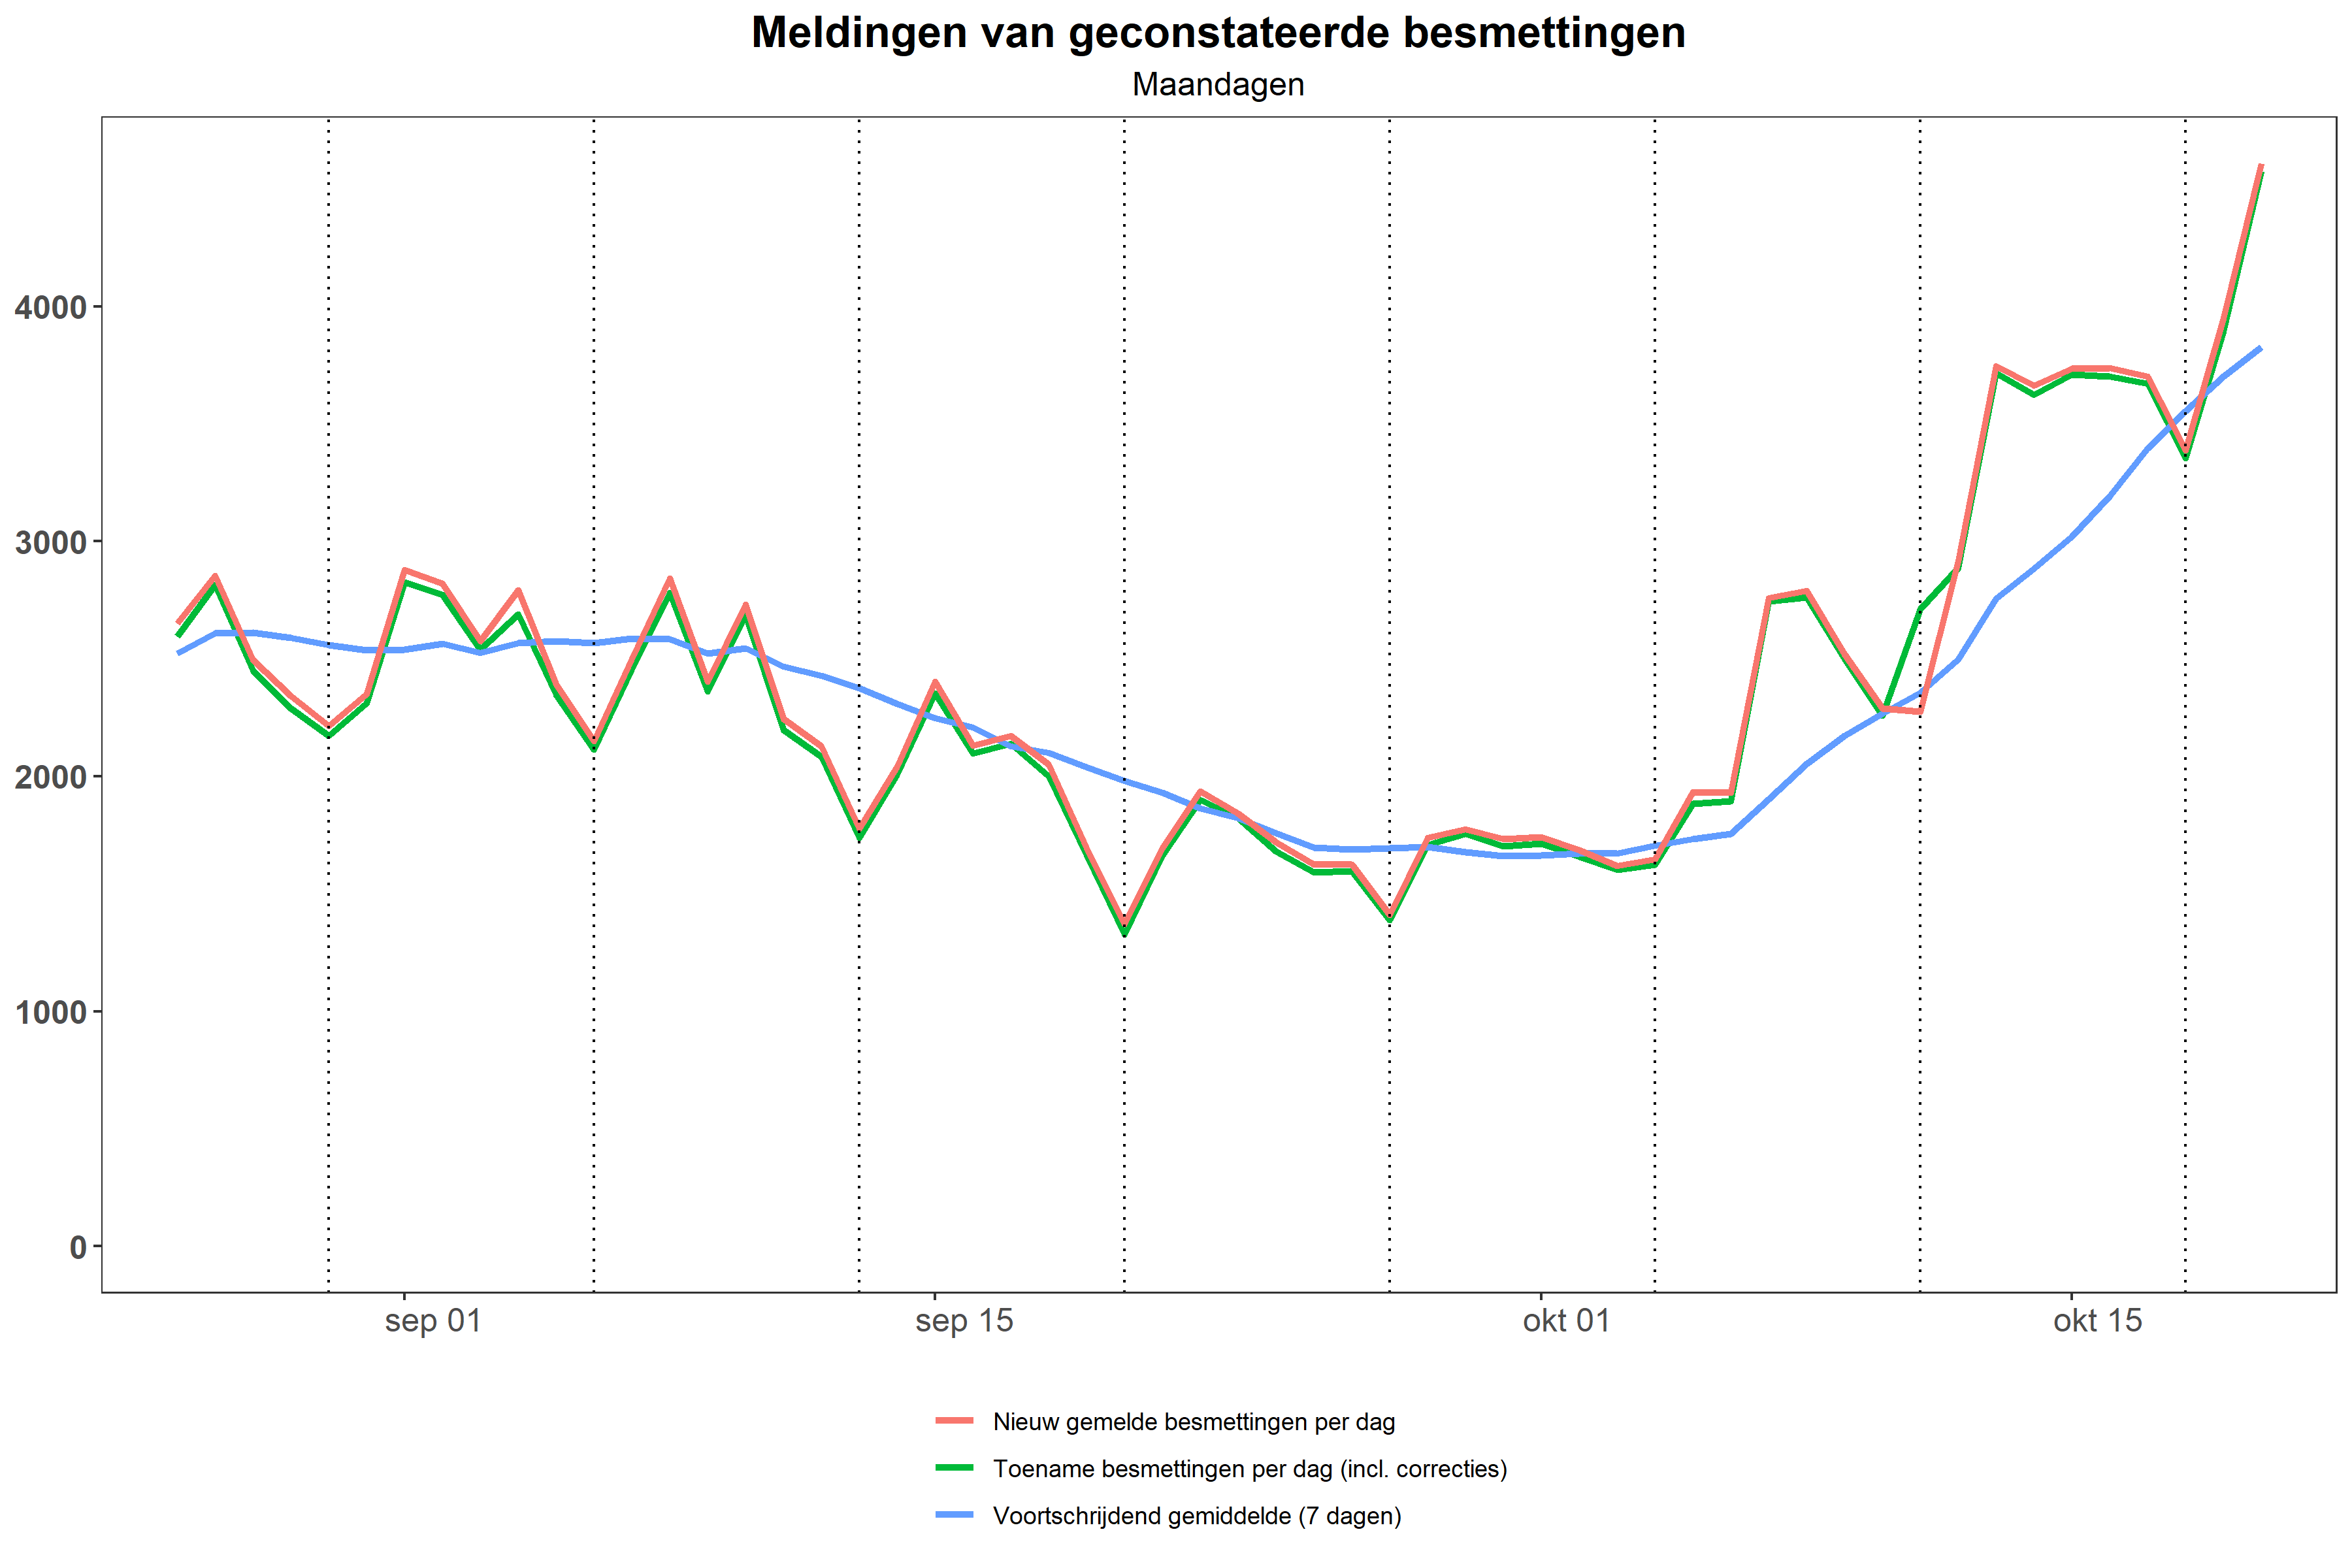 Meldingen van geconstateerde besmettingen
Maandagen
4000
3000
2000
1000
0
sep 01
sep 15
okt 01
okt 15
Nieuw gemelde besmettingen per dag
Toename besmettingen per dag (incl. correcties)
Voortschrijdend gemiddelde (7 dagen)